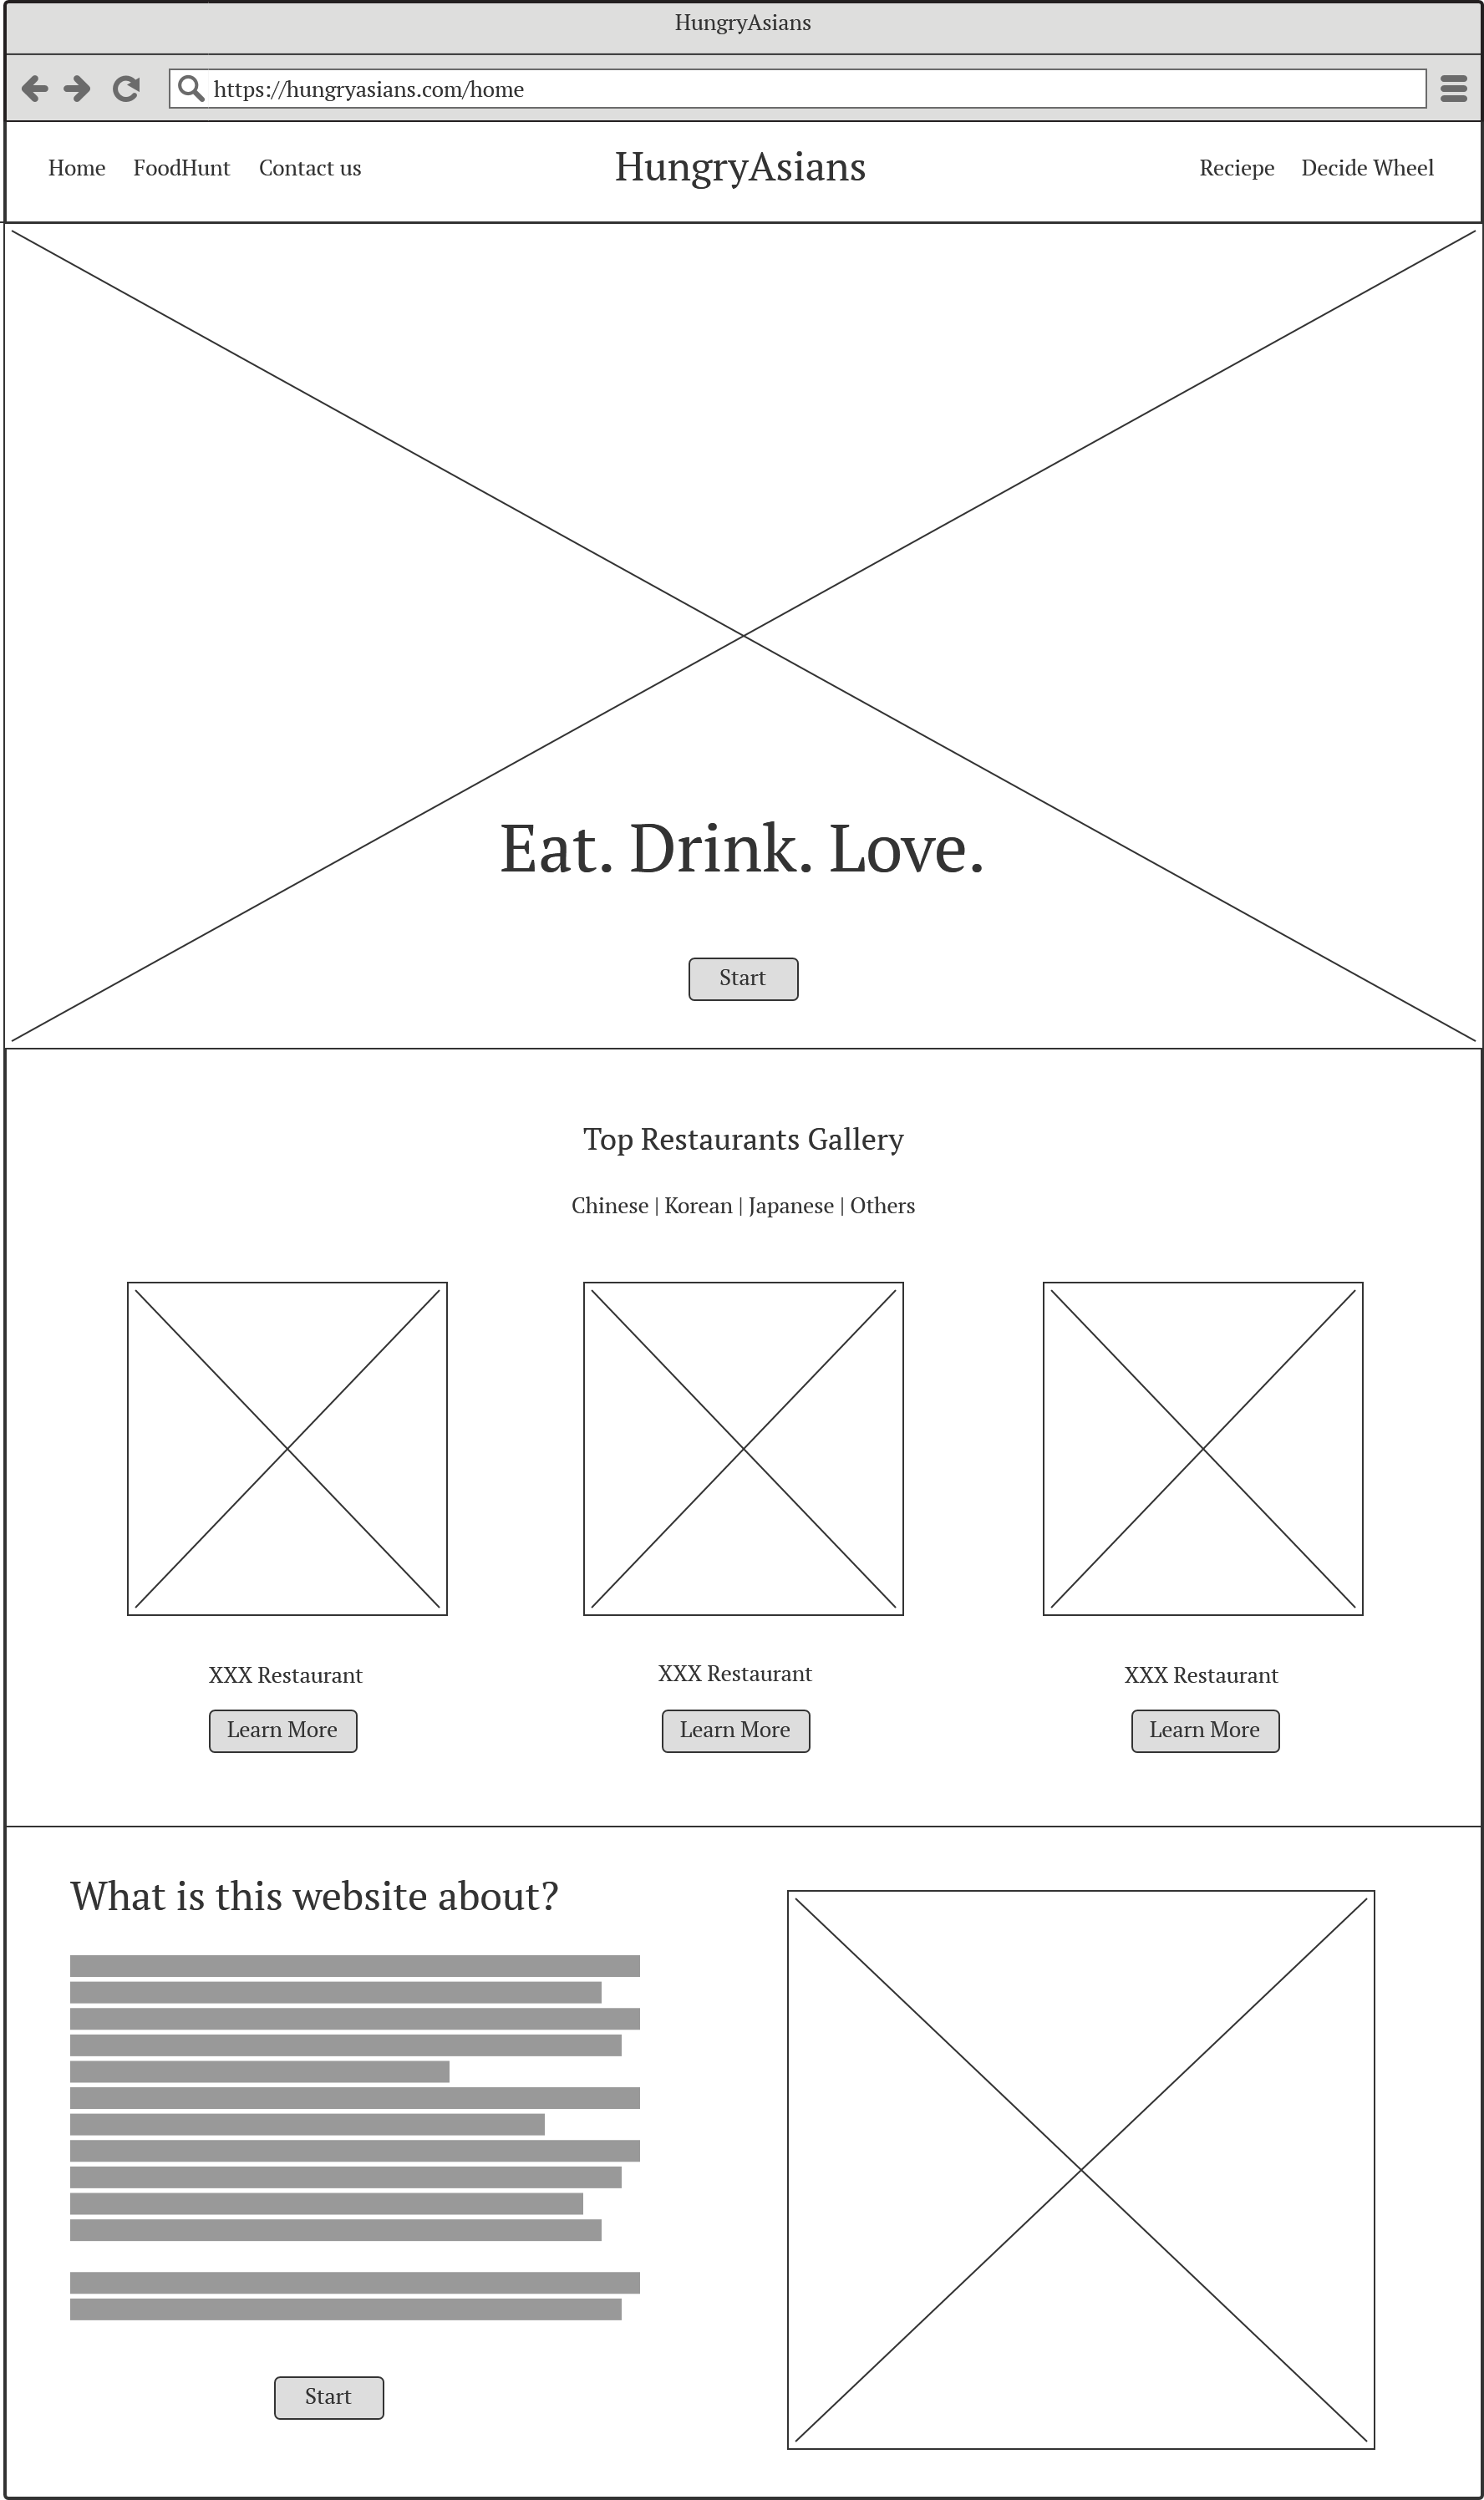 HungryAsians
https://hungryasians.com/home
Home FoodHunt Contact us HungryAsians Reciepe Decide Wheel
Eat. Drink. Love.
Start
Top Restaurants Gallery
Chinese | Korean | Japanese | Others
XXX Restaurant XXX Restaurant XXX Restaurant
Learn More Learn More Learn More
What is this website about?
Start